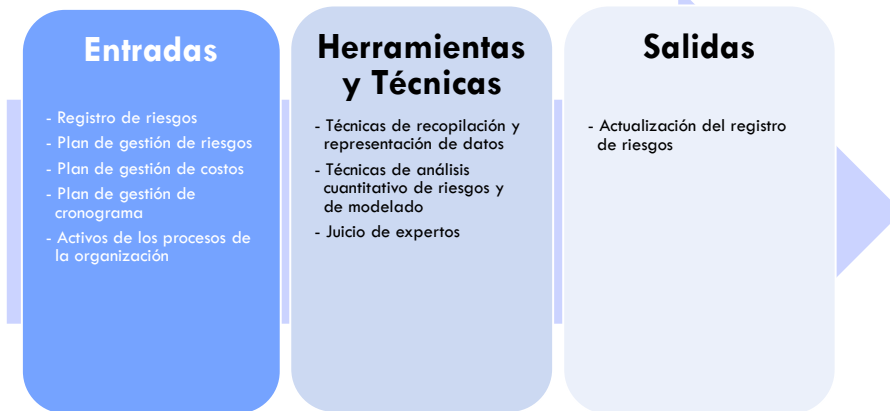 Entradas
- Registro de riesgos
- Plan de gestión de riesgos
- Plan de gestión de costos
- Plan de gestión de
cronograma
- Activos de los procesos de
la organización
Herramientas
y Técnicas
- Técnicas de recopilación y
representación de datos
- Técnicas de análisis
cuantitativo de riesgos y
de modelado
- Juicio de expertos
Salidas
- Actualización del registro
de riesgos